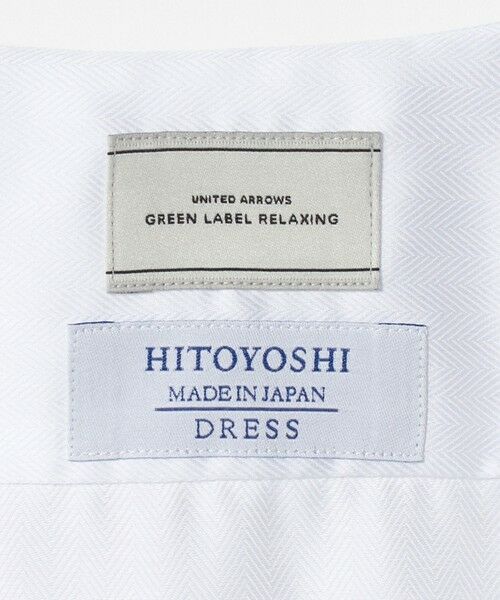 UNITED ARROWS
GREEN LABEL RELAXING
HITOYOSHI
MADE IN JAPAN
DRESS